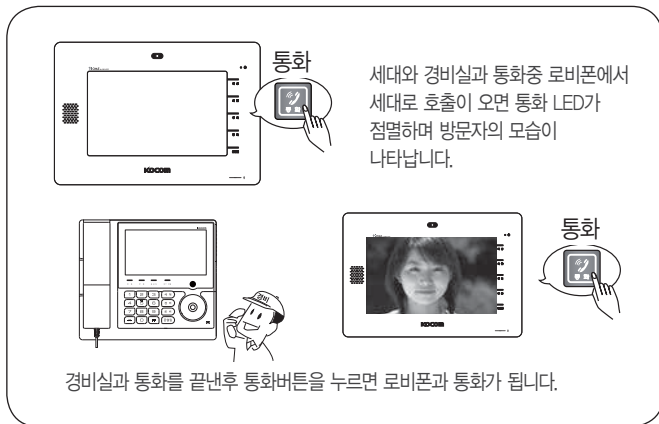 통화
세대와 경비실과 통화중 로비폰에서
세대로 호출이 오면 통화 LED가
점멸하며 방문자의 모습이
나타납니다.
KOCOM
경비
통화
KOCOM
경비실과 통화를 끝낸후 통화버튼을 누르면 로비폰과 통화가 됩니다.